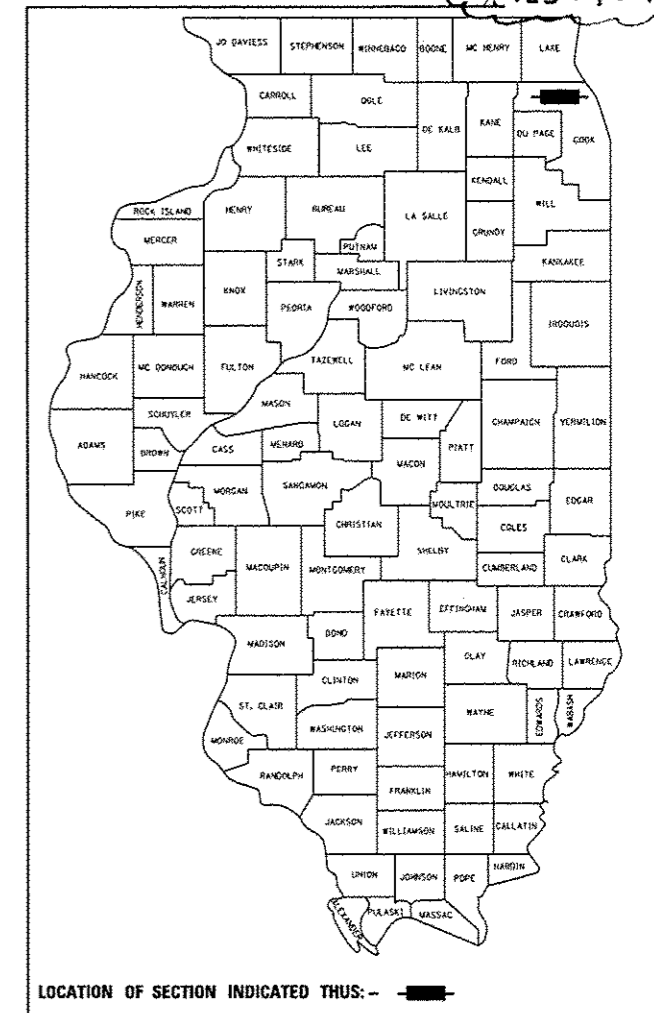 JO DAVIESS STEPHENSON WINNEBAGO BOONE MC HENRY LAKE
CARROLL OGLE DE KALB KANE DU PAGE COOK
WHITESIDE LEE
KENDALL
ROCK ISLAND HENRY BUREAU LA SALLE GRUNDY WILL
MERCER PUTNAM KANKAKEE
STARK MARSHALL
HENDERSON WARREN KNOX PEORIA WOODFORD LIVINGSTON IROQUOIS
HANCOCK MC DONOUGH FULTON TAZEWELL MC LEAN FORD
MASON
SCHUYLER LOGAN DE WITT CHAMPAIGN VERMILION
ADAMS BROWN CASS MENARD PIATT
MACON
MORGAN SANGAMON DOUGLAS
PIKE SCOTT MOULTRIE EDGAR
CHRISTIAN COLES
GREENE SHELBY
CALHOUN MACOUPIN MONTGOMERY CUMBERLAND CLARK
JERSEY
FAYETTE EFFINGHAM JASPER CRAWFORD
BOND
MADISON CLAY RICHLAND LAWRENCE
CLINTON MARION
ST. CLAIR WAYNE EDWARDS WABASH
WASHINGTON JEFFERSON
MONROE
RANDOLPH PERRY HAMILTON WHITE
FRANKLIN
JACKSON WILLIAMSON SALINE GALLATIN
UNION JOHNSON POPE HARDIN
ALEXANDER PULASKI MASSAC
LOCATION OF SECTION INDICATED THUS: -